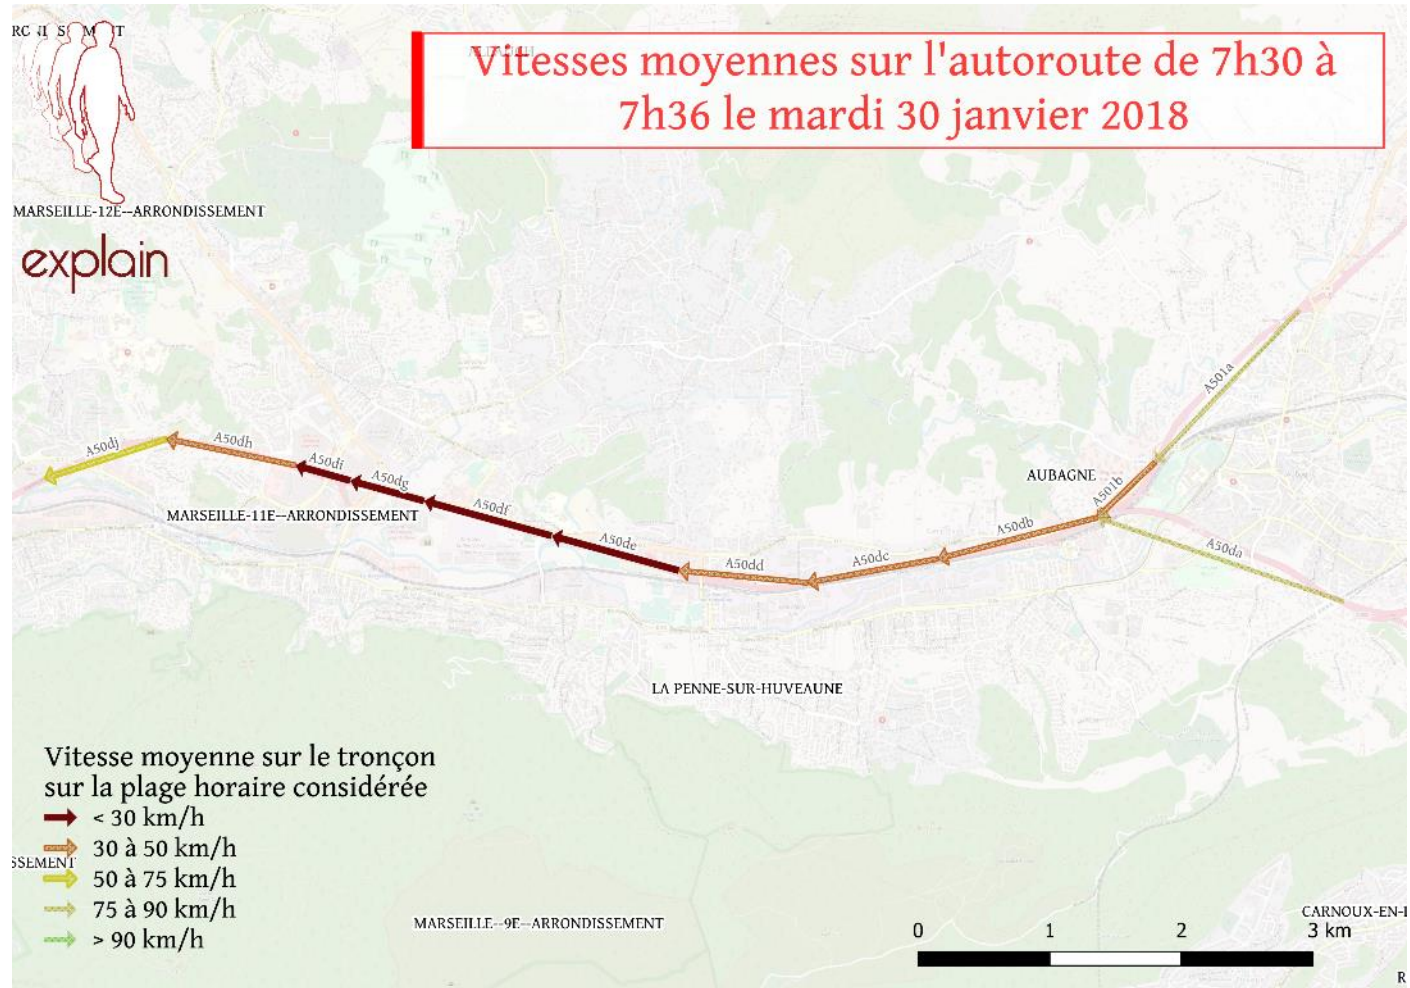 Vitesses moyennes sur l'autoroute de 7h30 à
7h36 le mardi 30 janvier 2018
MARSEILLE-12E--ARRONDISSEMENT
explain
A501a
A50dj
A50dh
A50di
A50dg
A50df
A50de
A50dd
A50dc
A50db
A501b
A50da
AUBAGNE
MARSEILLE-11E--ARRONDISSEMENT
LA PENNE-SUR-HUVEAUNE
Vitesse moyenne sur le tronçon
sur la plage horaire considérée
< 30 km/h
30 à 50 km/h
SSEMENT
50 à 75 km/h
75 à 90 km/h
> 90 km/h
MARSEILLE--9E--ARRONDISSEMENT
CARNOUX-EN-
0 1 2 3 km
R